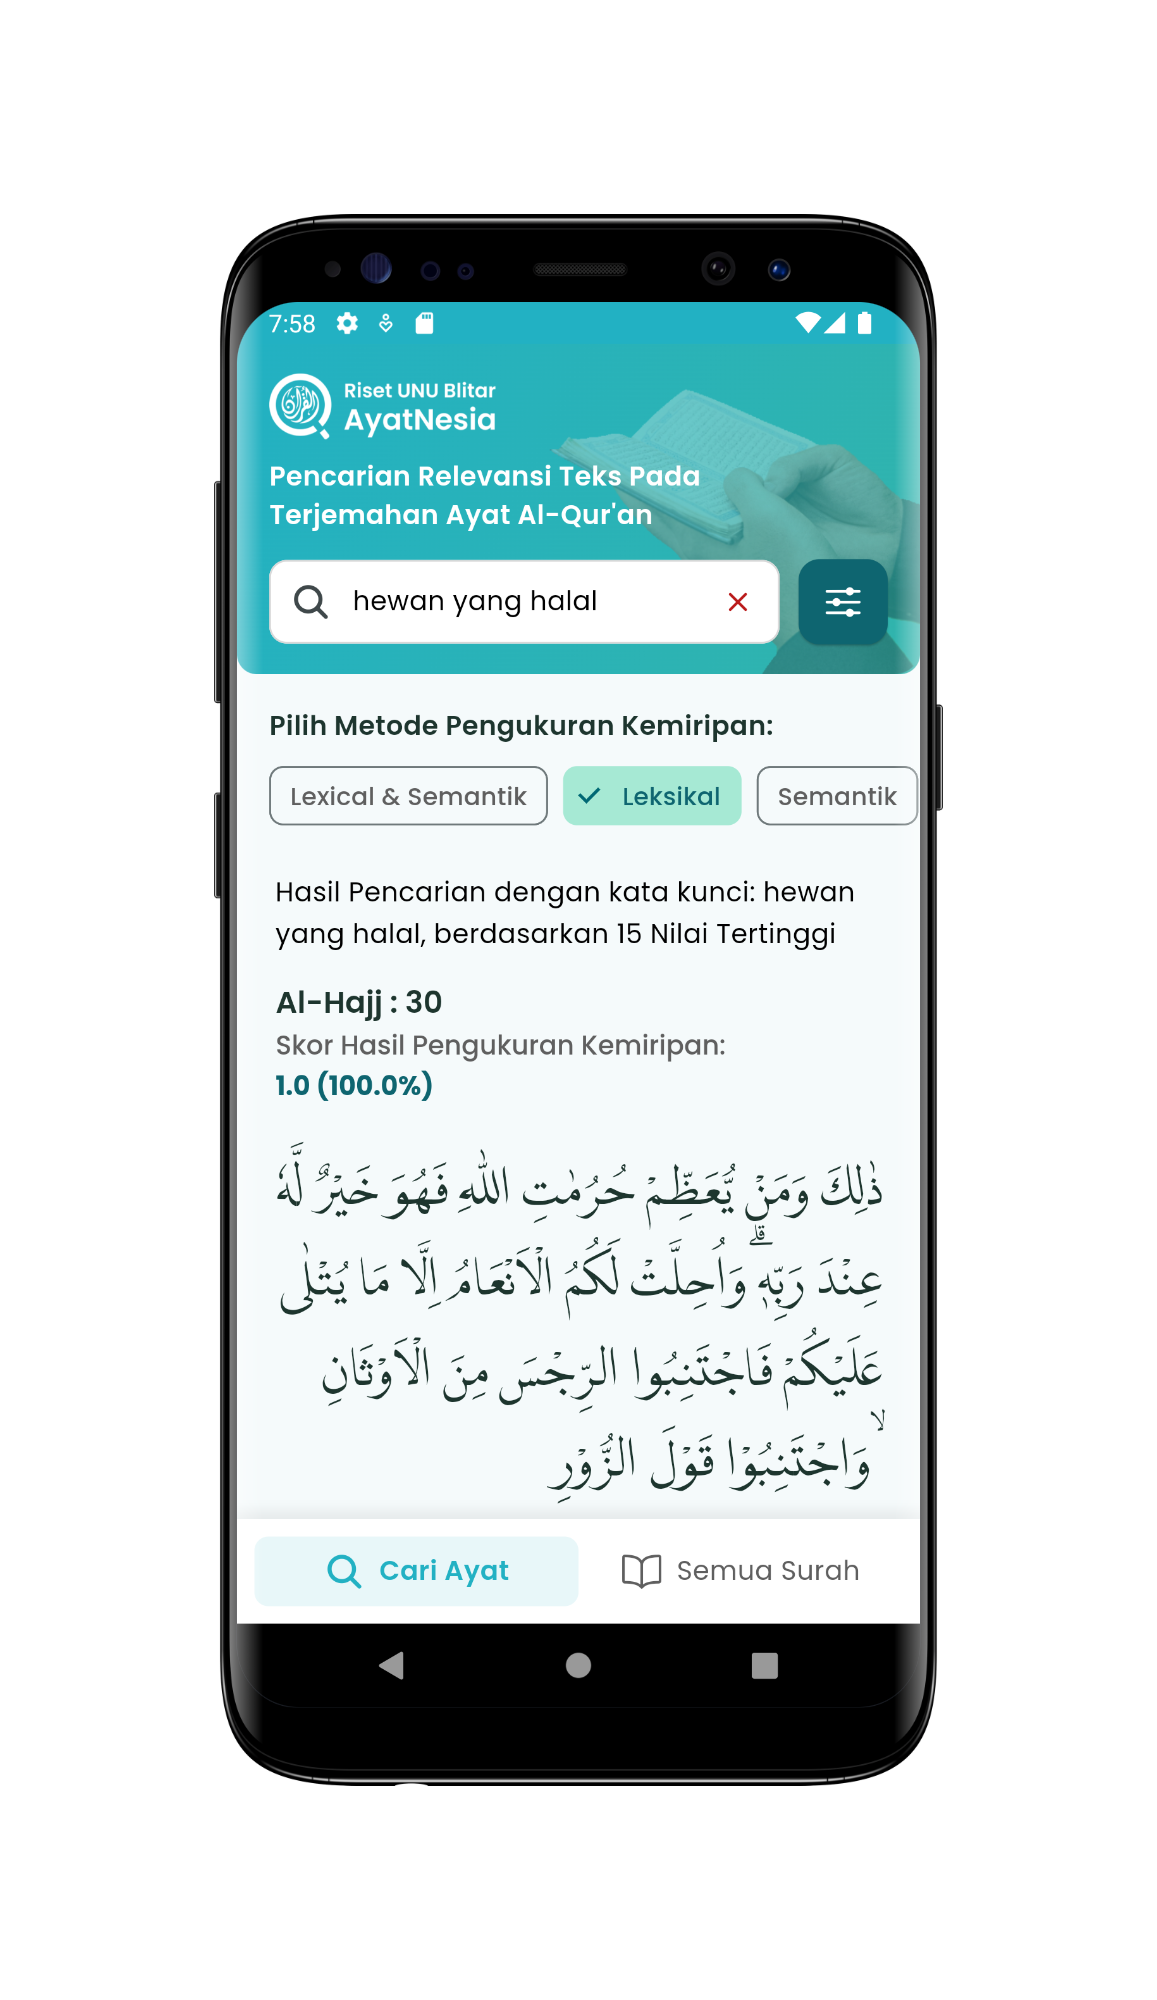 7:58
Riset UNU Blitar
AyatNesia
Pencarian Relevansi Teks Pada
Terjemahan Ayat Al-Qur'an
hewan yang halal
Pilih Metode Pengukuran Kemiripan:
Lexical & Semantik
Leksikal
Semantik
Hasil Pencarian dengan kata kunci: hewan
yang halal, berdasarkan 15 Nilai Tertinggi
Al-Hajj : 30
Skor Hasil Pengukuran Kemiripan:
1.0 (100.0%)
ذٰلِكَ وَمَنْ يُّعَظِّمْ حُرُمٰتِ اللّٰهِ فَهُوَ خَيْرٌ لَّهٗ
عِنْدَ رَبِّهٖۗ وَاُحِلَّتْ لَكُمُ الْاَنْعَامُ اِلَّا مَا يُتْلٰى
عَلَيْكُمْ فَاجْتَنِبُوا الرِّجْسَ مِنَ الْاَوْثَانِ
وَاجْتَنِبُوْا قَوْلَ الزُّوْرِۙ
Cari Ayat
Semua Surah